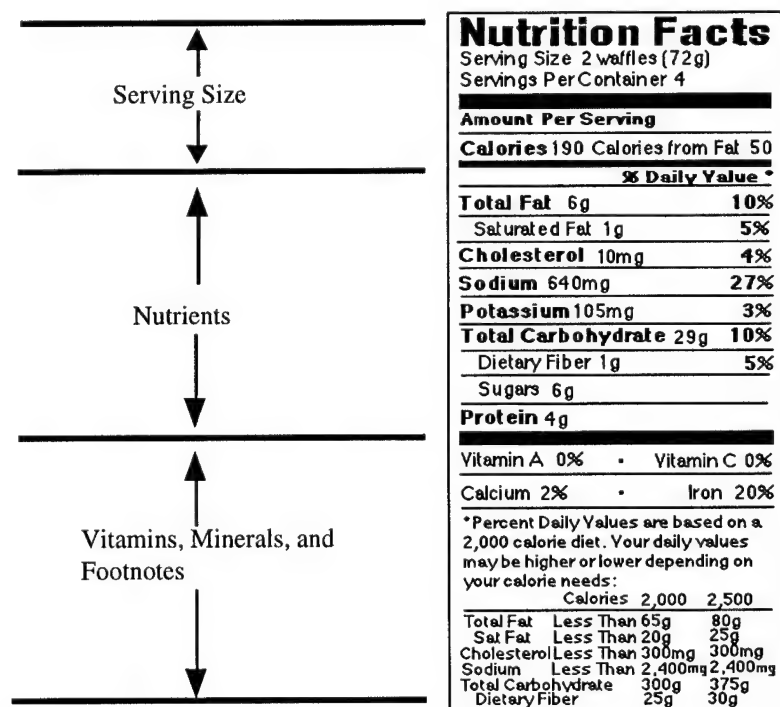 Serving Size
Nutrients
Vitamins, Minerals, and
Footnotes
Nutrition Facts
Serving Size 2 waffles (72g)
Servings Per Container 4
Amount Per Serving
Calories 190 Calories from Fat 50
% Daily Value *
Total Fat 6g 10%
Saturated Fat 1g 5%
Cholesterol 10mg 4%
Sodium 640mg 27%
Potassium 105mg 3%
Total Carbohydrate 29g 10%
Dietary Fiber 1g 5%
Sugars 6g
Protein 4g
Vitamin A 0% • Vitamin C 0%
Calcium 2% • Iron 20%
*Percent Daily Values are based on a
2,000 calorie diet. Your daily values
may be higher or lower depending on
your calorie needs:
Calories 2,000 2,500
Total Fat Less Than 65g 80g
Sat Fat Less Than 20g 25g
Cholesterol Less Than 300mg 300mg
Sodium Less Than 2,400mg 2,400mg
Total Carbohydrate 300g 375g
Dietary Fiber 25g 30g